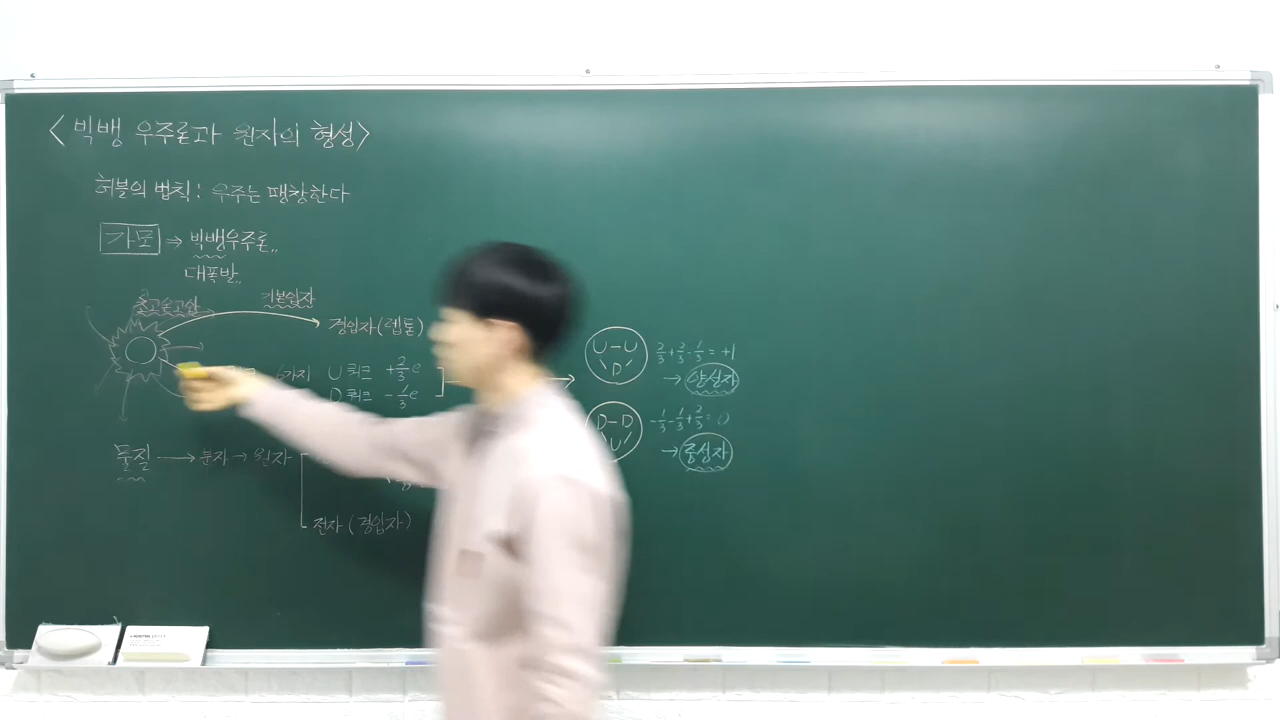 <빅뱅 우주론과 원자의 형성>
허블의 법칙: 우주는 팽창한다
가모 ⇒ 빅뱅우주론,,
대폭발,,
초고온고압
기본입자
경입자(렙톤)
6가지
U 쿼크 +2/3e
D 쿼크 -1/3e
U-U
D
2/3+2/3-1/3=+1
→ 양성자
D-D
U
-1/3-1/3+2/3=0
→ 중성자
물질 → 분자 → 원자
전자(경입자)